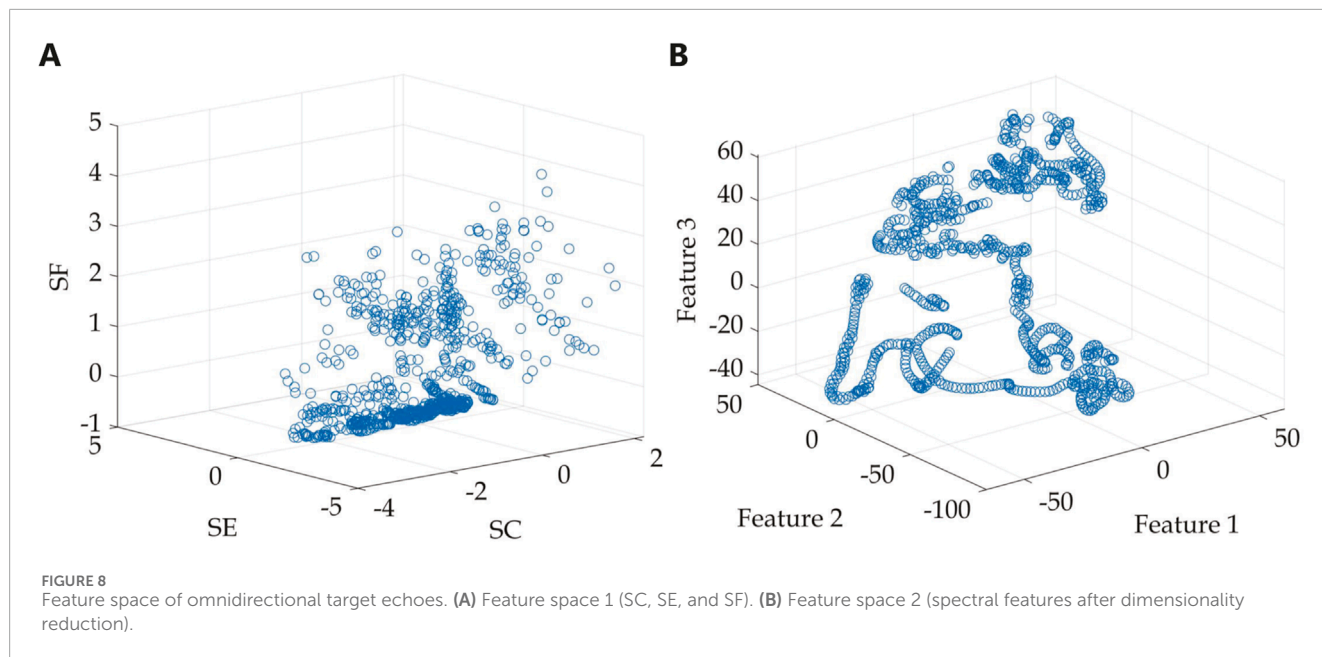 A
B
5
4
3
2
1
0
-1
5
0
-5
-4
-2
0
2
SF
SE
SC
60
40
20
0
-20
-40
50
0
-50
-100
-50
0
50
Feature 3
Feature 2
Feature 1
FIGURE 8
Feature space of omnidirectional target echoes. (A) Feature space 1 (SC, SE, and SF). (B) Feature space 2 (spectral features after dimensionality
reduction).